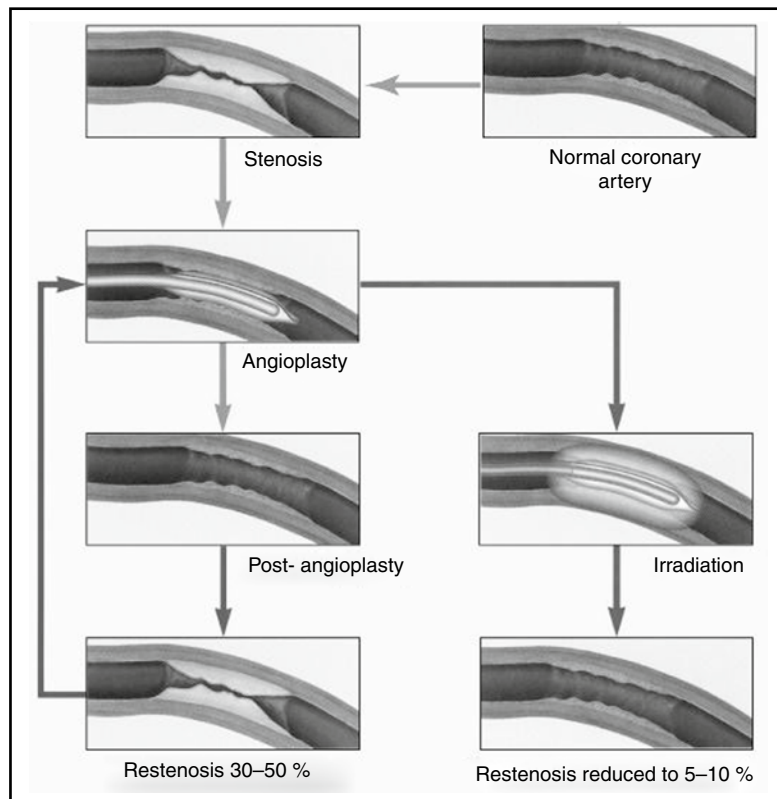 Stenosis
Normal coronary
artery
Angioplasty
Post- angioplasty
Irradiation
Restenosis 30–50 %
Restenosis reduced to 5–10 %